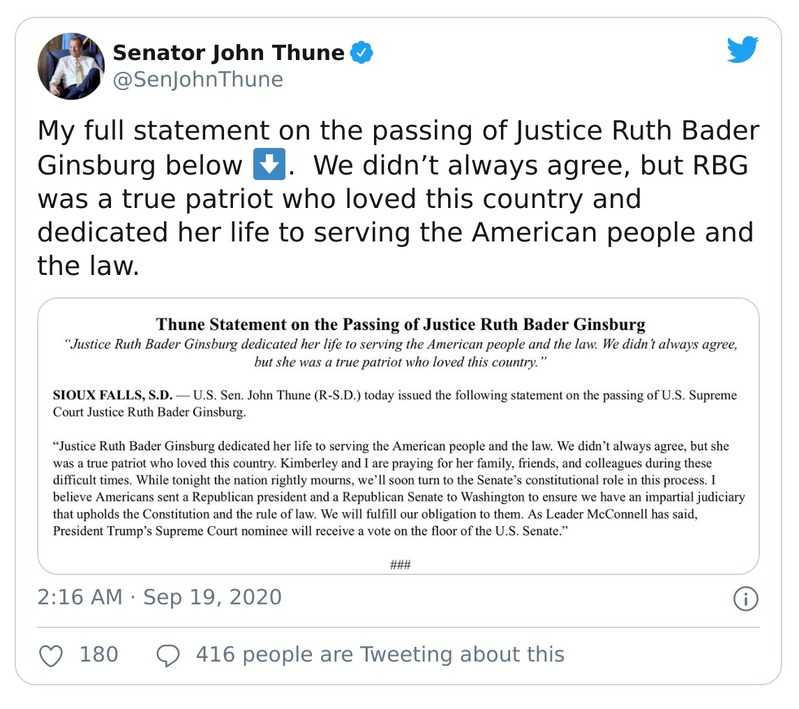 Senator John Thune
@SenJohnThune
My full statement on the passing of Justice Ruth Bader
Ginsburg below ⬇️.  We didn’t always agree, but RBG
was a true patriot who loved this country and
dedicated her life to serving the American people and
the law.
Thune Statement on the Passing of Justice Ruth Bader Ginsburg
“Justice Ruth Bader Ginsburg dedicated her life to serving the American people and the law. We didn’t always agree,
but she was a true patriot who loved this country.”
SIOUX FALLS, S.D. — U.S. Sen. John Thune (R-S.D.) today issued the following statement on the passing of U.S. Supreme
Court Justice Ruth Bader Ginsburg.
“Justice Ruth Bader Ginsburg dedicated her life to serving the American people and the law. We didn’t always agree, but she
was a true patriot who loved this country. Kimberley and I are praying for her family, friends, and colleagues during these
difficult times. While tonight the nation rightly mourns, we’ll soon turn to the Senate’s constitutional role in this process. I
believe Americans sent a Republican president and a Republican Senate to Washington to ensure we have an impartial judiciary
that upholds the Constitution and the rule of law. We will fulfill our obligation to them. As Leader McConnell has said,
President Trump’s Supreme Court nominee will receive a vote on the floor of the U.S. Senate.”
###
2:16 AM · Sep 19, 2020
180
416 people are Tweeting about this